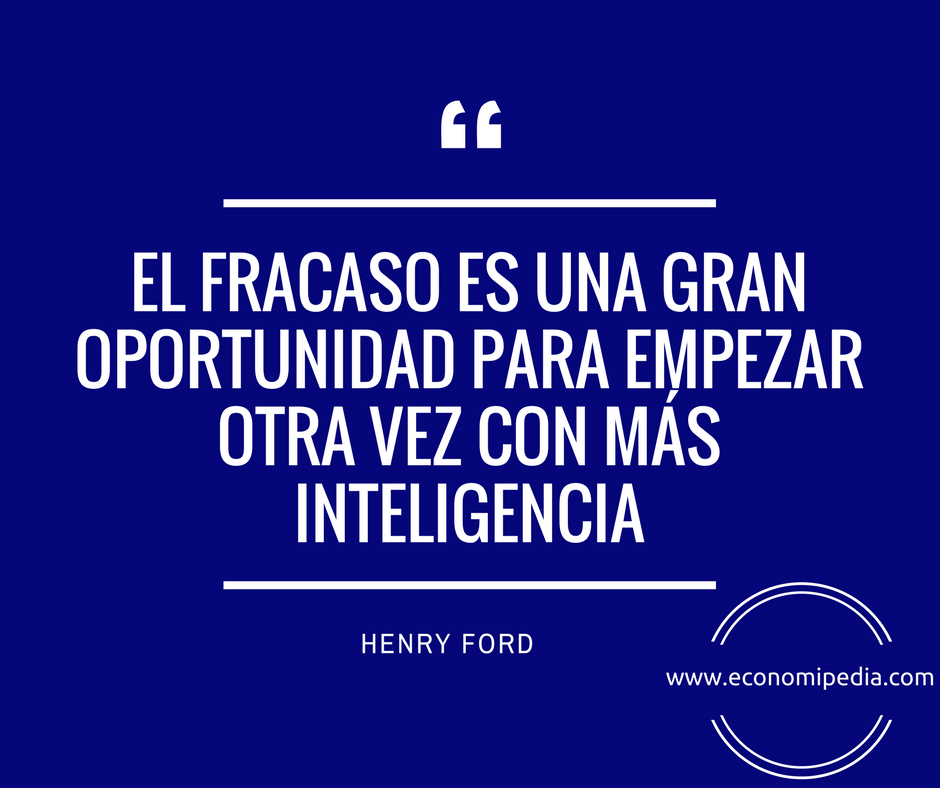 “
EL FRACASO ES UNA GRAN
OPORTUNIDAD PARA EMPEZAR
OTRA VEZ CON MÁS
INTELIGENCIA
HENRY FORD
www.economipedia.com